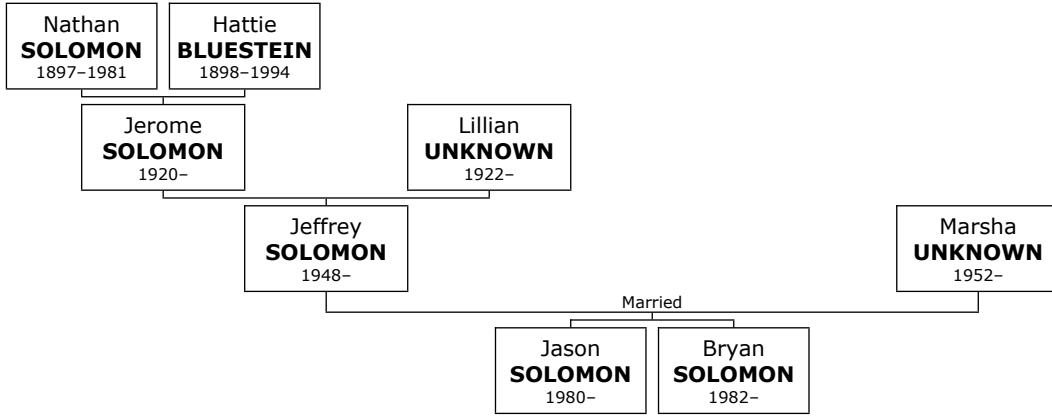 Nathan
SOLOMON
1897–1981
Hattie
BLUESTEIN
1898–1994
Jerome
SOLOMON
1920–
Lillian
UNKNOWN
1922–
Jeffrey
SOLOMON
1948–
Marsha
UNKNOWN
1952–
Married
Jason
SOLOMON
1980–
Bryan
SOLOMON
1982–